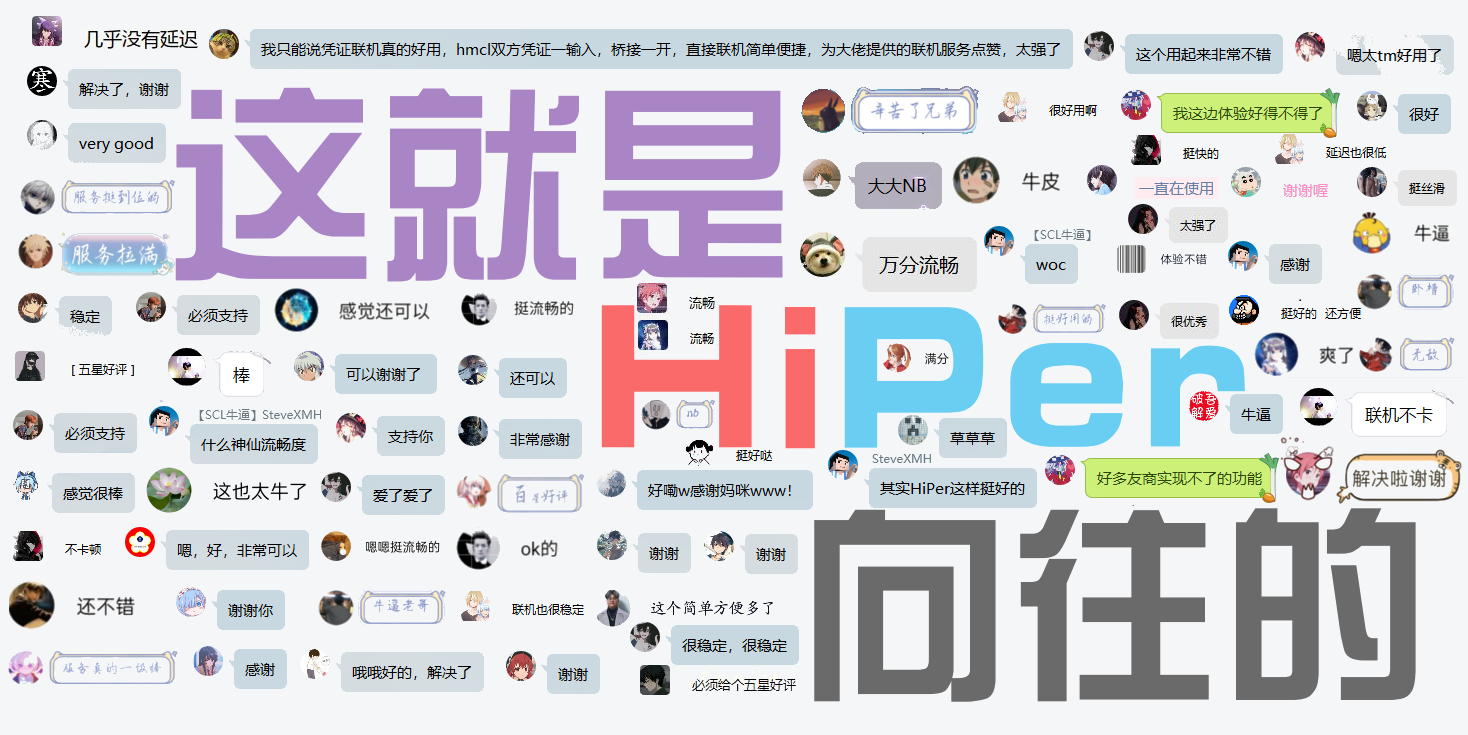 几乎没有延迟
我只能说凭证联机真的好用，hmcl双方凭证一输入，桥接一开，直接联机简单便捷，为大佬提供的联机服务点赞，太强了
这个用起来非常不错
嗯太tm好用了
寒
解决了，谢谢
very good
服务挺到位的
服务拉满
这就是
辛苦了兄弟
很好用啊
我这边体验好得不得了
很好
挺快的
延迟也很低
大大NB
牛皮
一直在使用
谢谢喔
挺丝滑
万分流畅
【SCL牛逼】
woc
太强了
体验不错
感谢
牛逼
稳定
必须支持
感觉还可以
挺流畅的
流畅
流畅
HiPer
挺好用的
很优秀
挺好的 还方便
卧槽
[ 五星好评 ]
棒
可以谢谢了
还可以
满分
爽了
无敌
必须支持
【SCL牛逼】SteveXMH
什么神仙流畅度
支持你
非常感谢
nb
挺好哒
草草草
破吾
解爱
牛逼
联机不卡
感觉很棒
这也太牛了
爱了爱了
百星好评
好嘞w感谢妈咪www！
SteveXMH
其实HiPer这样挺好的
好多友商实现不了的功能
解决啦谢谢
不卡顿
嗯，好，非常可以
嗯嗯挺流畅的
ok的
谢谢
谢谢
向往的
还不错
谢谢你
牛逼老哥
联机也很稳定
这个简单方便多了
很稳定，很稳定
服务真的一级棒
感谢
哦哦好的，解决了
谢谢
必须给个五星好评